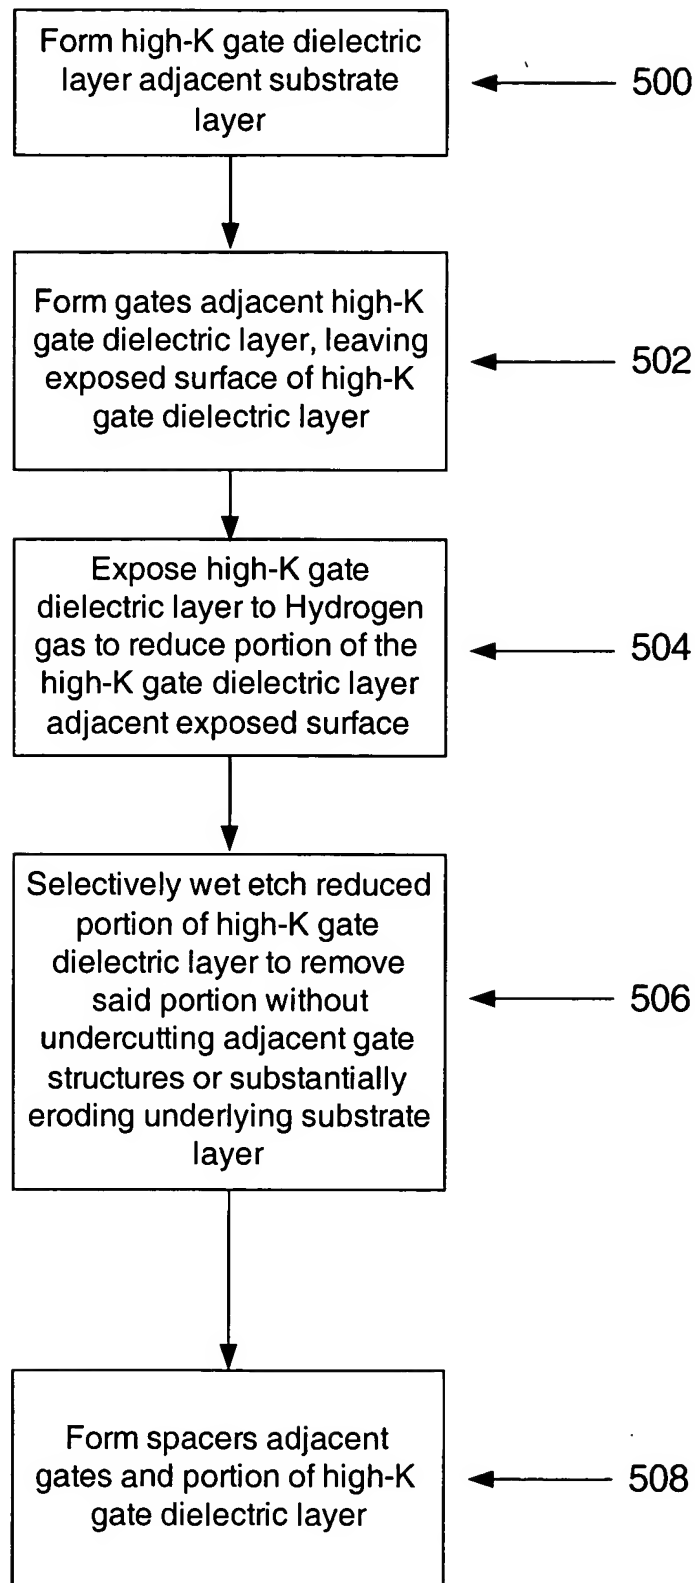 Form high-K gate dielectric
layer adjacent substrate
layer
500
Form gates adjacent high-K
gate dielectric layer, leaving
exposed surface of high-K
gate dielectric layer
502
Expose high-K gate
dielectric layer to Hydrogen
gas to reduce portion of the
high-K gate dielectric layer
adjacent exposed surface
504
Selectively wet etch reduced
portion of high-K gate
dielectric layer to remove
said portion without
undercutting adjacent gate
structures or substantially
eroding underlying substrate
layer
506
Form spacers adjacent
gates and portion of high-K
gate dielectric layer
508